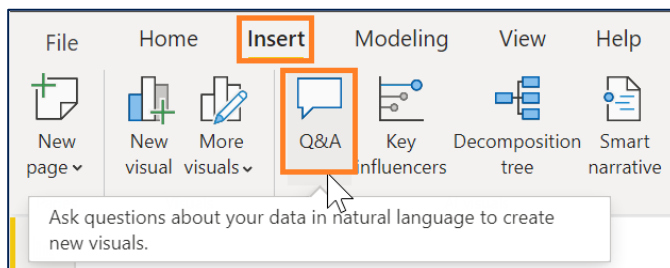 File Home Insert Modeling View Help
New page
New visual
More visuals
Q&A
Key influencers
Decomposition tree
Smart narrative
Ask questions about your data in natural language to create
new visuals.